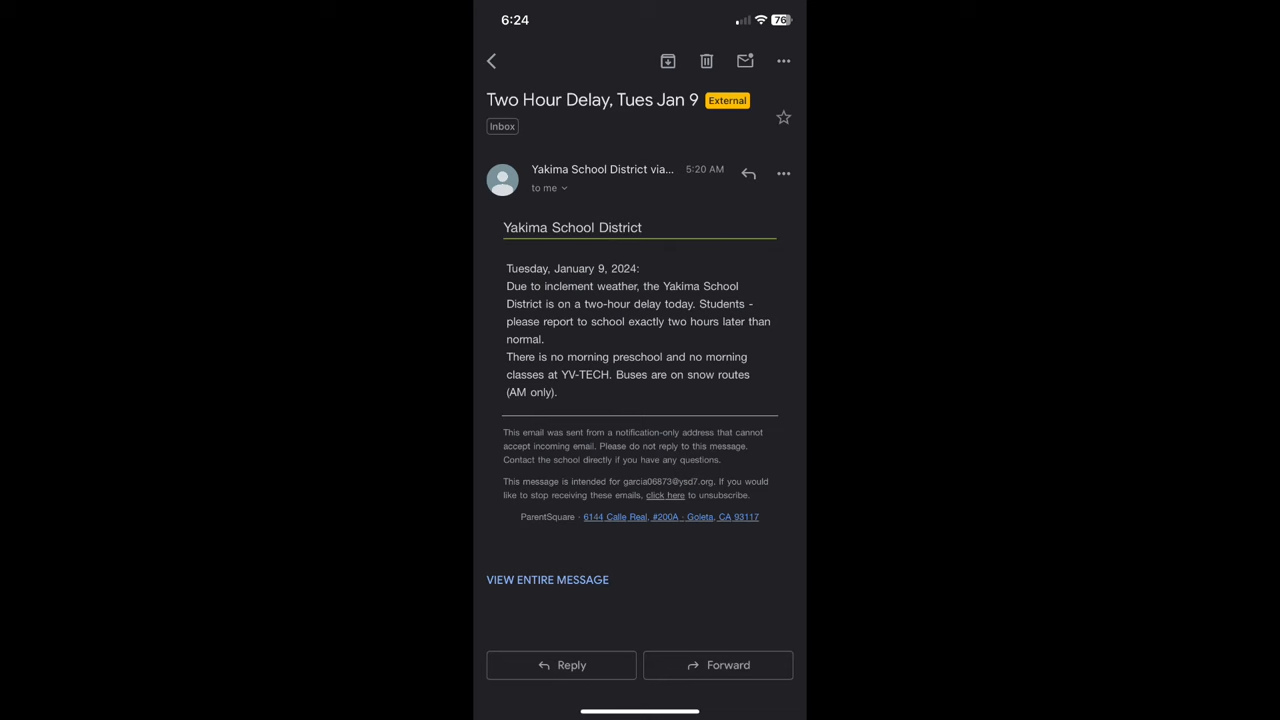 6:24
76
Two Hour Delay, Tues Jan 9 External
Inbox
Yakima School District via... 5:20 AM
to me
Yakima School District
Tuesday, January 9, 2024:
Due to inclement weather, the Yakima School
District is on a two-hour delay today. Students -
please report to school exactly two hours later than
normal.
There is no morning preschool and no morning
classes at YV-TECH. Buses are on snow routes
(AM only).
This email was sent from a notification-only address that cannot
accept incoming email. Please do not reply to this message.
Contact the school directly if you have any questions.
This message is intended for garcia06873@ysd7.org. If you would
like to stop receiving these emails, click here to unsubscribe.
ParentSquare · 6144 Calle Real, #200A · Goleta, CA 93117
VIEW ENTIRE MESSAGE
Reply
Forward